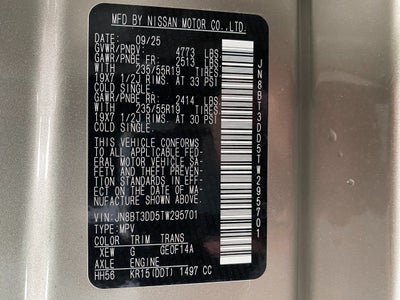 MFD BY NISSAN MOTOR CO.,LTD.
DATE: 09/25
GVWR/PNBV: 4773 LBS
GAWR/PNBE FR: 2513 LBS
WITH 235/55R19 TIRES
19X7 1/2J RIMS. AT 33 PSI
COLD SINGLE.
GAWR/PNBE RR: 2414 LBS
WITH 235/55R19 TIRES
19X7 1/2J RIMS. AT 30 PSI
COLD SINGLE.
THIS VEHICLE CONFORMS
TO ALL APPLICABLE FED-
ERAL MOTOR VEHICLE SA-
FETY AND THEFT PREVEN-
TION STANDARDS IN EFF-
ECT ON THE DATE OF MA-
NUFACTURE SHOWN ABOVE.
VIN:JN8BT3DD5TW295701
TYPE:MPV
COLOR TRIM TRANS
XEW G GE0F14A
AXLE ENGINE
HH56 KR15(DDT) 1497 CC
JN8BT3DD5TW295701